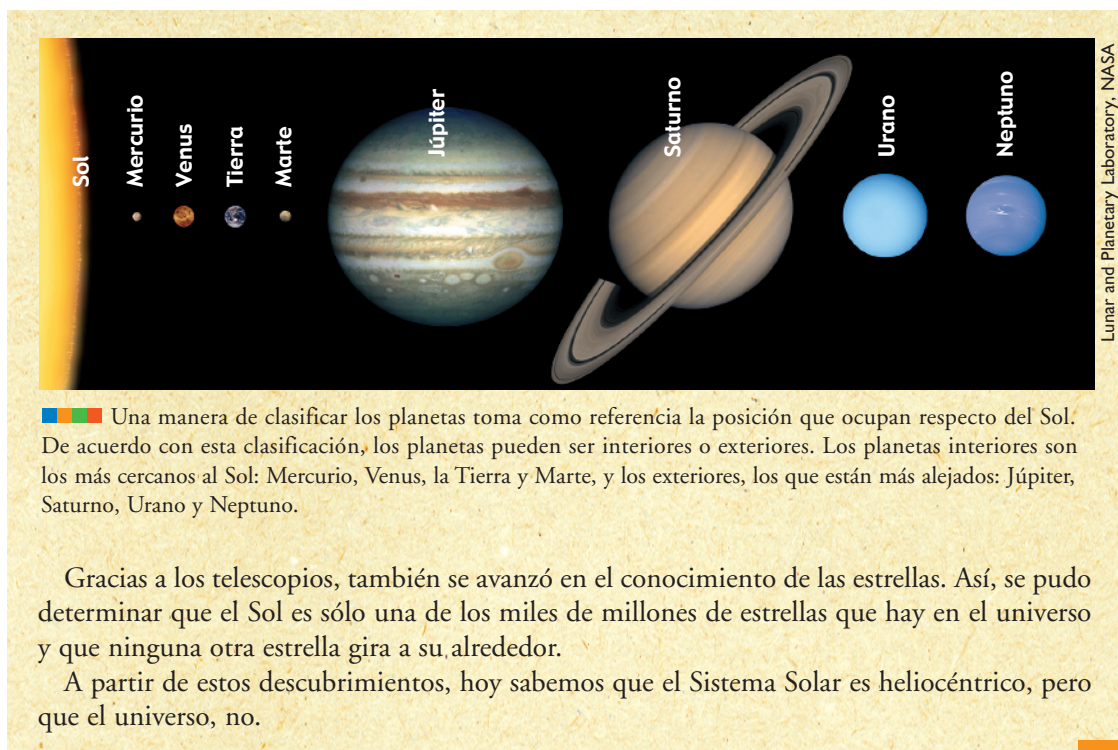 Sol
Mercurio
Venus
Tierra
Marte
Júpiter
Saturno
Urano
Neptuno
Lunar and Planetary Laboratory, NASA
Una manera de clasificar los planetas toma como referencia la posición que ocupan respecto del Sol.
De acuerdo con esta clasificación, los planetas pueden ser interiores o exteriores. Los planetas interiores son
los más cercanos al Sol: Mercurio, Venus, la Tierra y Marte, y los exteriores, los que están más alejados: Júpiter,
Saturno, Urano y Neptuno.
Gracias a los telescopios, también se avanzó en el conocimiento de las estrellas. Así, se pudo
determinar que el Sol es sólo una de los miles de millones de estrellas que hay en el universo
y que ninguna otra estrella gira a su alrededor.
A partir de estos descubrimientos, hoy sabemos que el Sistema Solar es heliocéntrico, pero
que el universo, no.